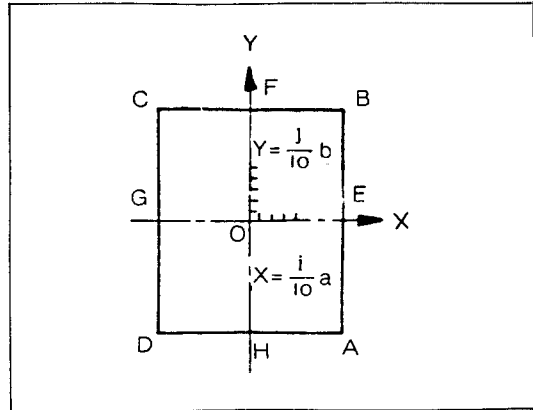 Y
C F B
Y = j/10 b
G E
O X
X = i/10 a
D H A